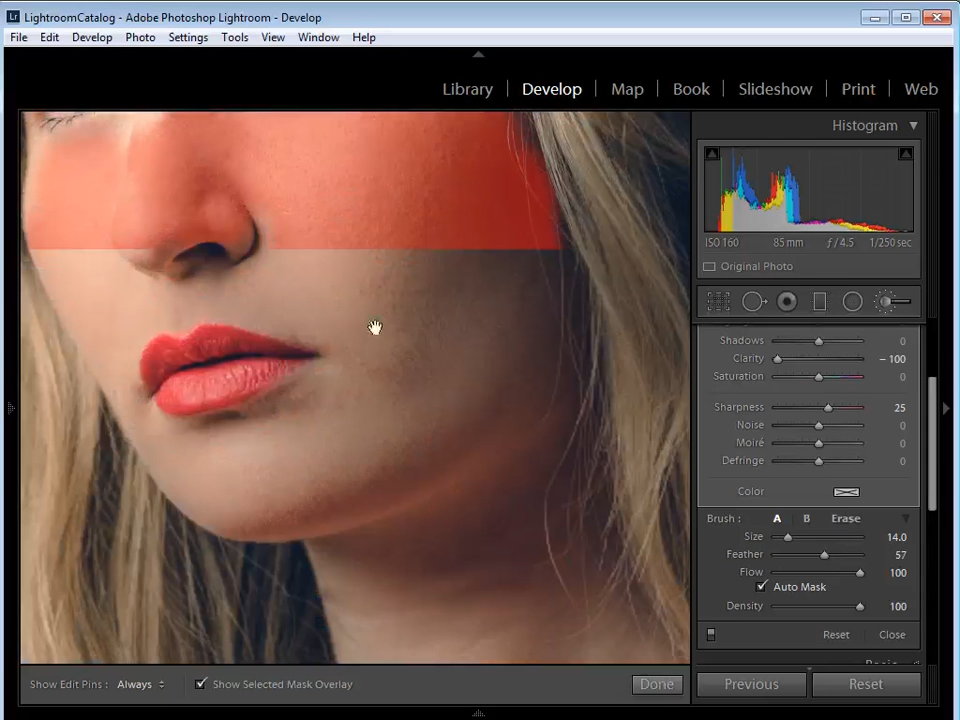 LightroomCatalog - Adobe Photoshop Lightroom - Develop
File Edit Develop Photo Settings Tools View Window Help
Library | Develop | Map | Book | Slideshow | Print | Web
Histogram
ISO 160 85 mm ƒ / 4.5 1/250 sec
Original Photo
Shadows 0
Clarity – 100
Saturation 0
Sharpness 25
Noise 0
Moiré 0
Defringe 0
Color
Brush : A B Erase
Size 14.0
Feather 57
Flow 100
Auto Mask
Density 100
Reset Close
Basic
Show Edit Pins : Always Show Selected Mask Overlay Done Previous Reset